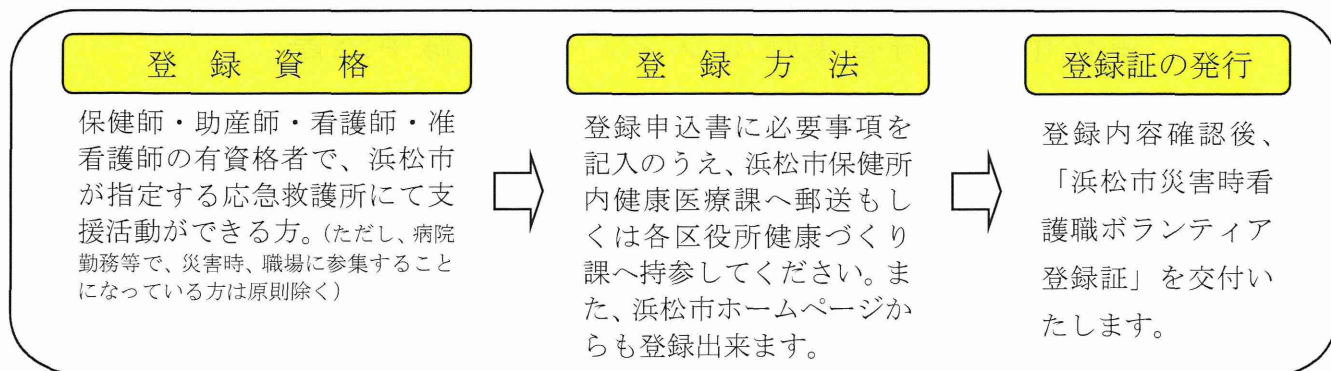 登録資格
保健師・助産師・看護師・准
看護師の有資格者で、浜松市
が指定する応急救護所にて支
援活動ができる方。(ただし、病院
勤務等で、災害時、職場に参集すること
になっている方は原則除く)
登録方法
登録申込書に必要事項を
記入のうえ、浜松市保健所
内健康医療課へ郵送もし
くは各区役所健康づくり
課へ持参してください。ま
た、浜松市ホームページか
らも登録出来ます。
登録証の発行
登録内容確認後、
「浜松市災害時看
護職ボランティア
登録証」を交付い
たします。